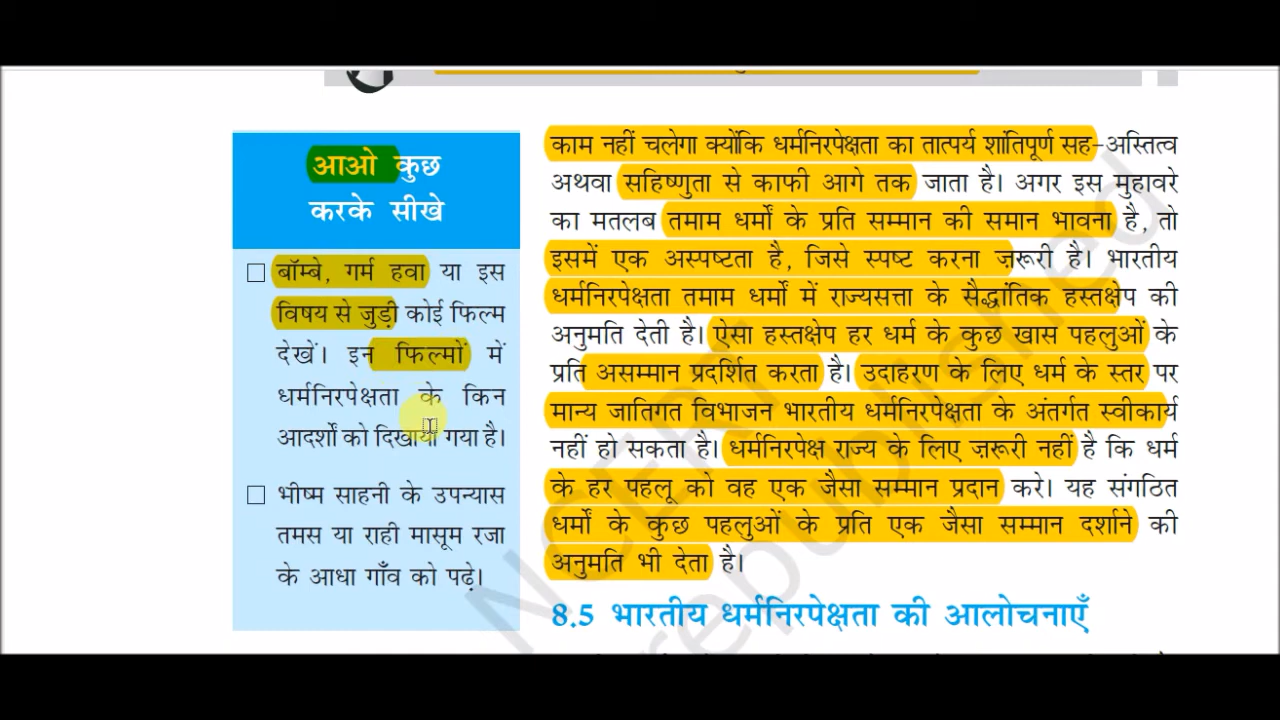 आओ कुछ
करके सीखे
बॉम्बे, गर्म हवा या इस
विषय से जुड़ी कोई फिल्म
देखें। इन फिल्मों में
धर्मनिरपेक्षता के किन
आदर्शों को दिखाया गया है।
भीष्म साहनी के उपन्यास
तमस या राही मासूम रजा
के आधा गाँव को पढ़े।
काम नहीं चलेगा क्योंकि धर्मनिरपेक्षता का तात्पर्य शांतिपूर्ण सह-अस्तित्व
अथवा सहिष्णुता से काफी आगे तक जाता है। अगर इस मुहावरे
का मतलब तमाम धर्मों के प्रति सम्मान की समान भावना है, तो
इसमें एक अस्पष्टता है, जिसे स्पष्ट करना ज़रूरी है। भारतीय
धर्मनिरपेक्षता तमाम धर्मों में राज्यसत्ता के सैद्धांतिक हस्तक्षेप की
अनुमति देती है। ऐसा हस्तक्षेप हर धर्म के कुछ खास पहलुओं के
प्रति असम्मान प्रदर्शित करता है। उदाहरण के लिए धर्म के स्तर पर
मान्य जातिगत विभाजन भारतीय धर्मनिरपेक्षता के अंतर्गत स्वीकार्य
नहीं हो सकता है। धर्मनिरपेक्ष राज्य के लिए ज़रूरी नहीं है कि धर्म
के हर पहलू को वह एक जैसा सम्मान प्रदान करे। यह संगठित
धर्मों के कुछ पहलुओं के प्रति एक जैसा सम्मान दर्शाने की
अनुमति भी देता है।
8.5 भारतीय धर्मनिरपेक्षता की आलोचनाएँ
NCERT
republished